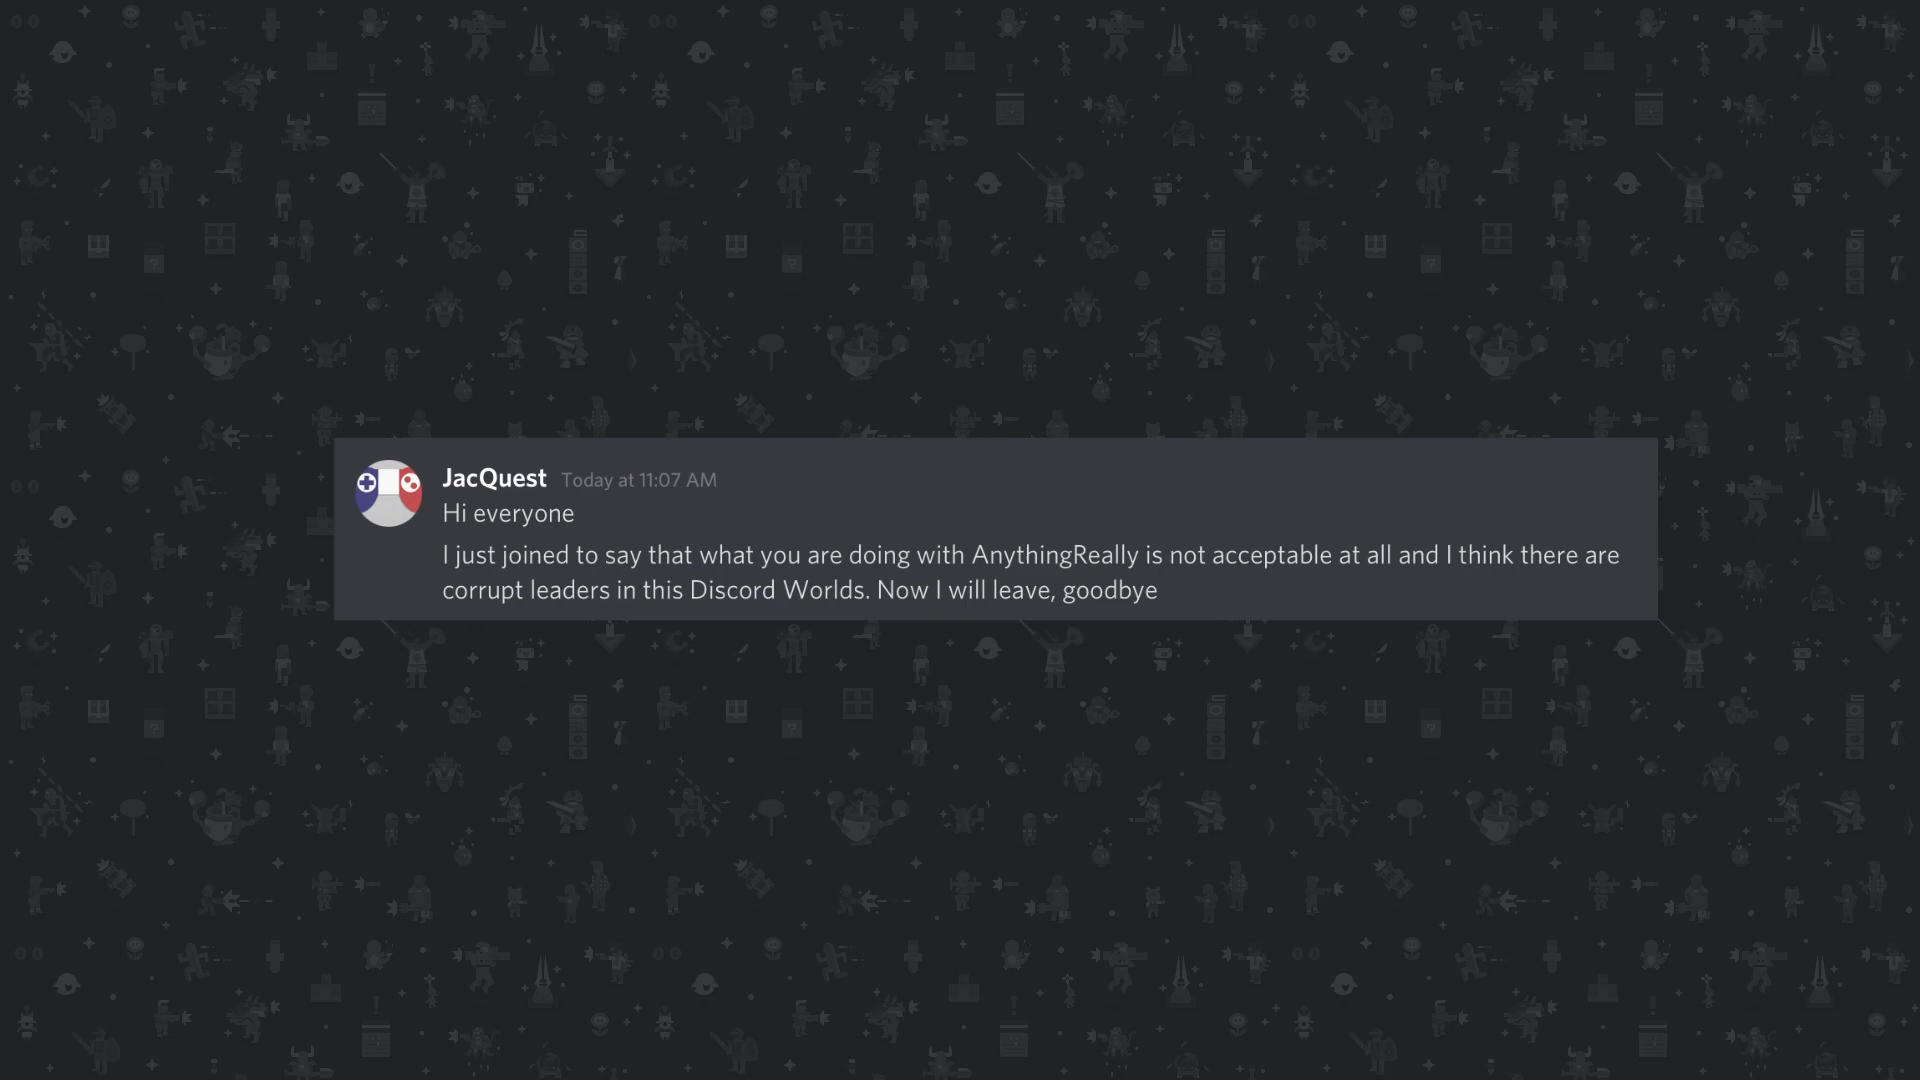 JacQuest Today at 11:07 AM
Hi everyone
I just joined to say that what you are doing with AnythingReally is not acceptable at all and I think there are
corrupt leaders in this Discord Worlds. Now I will leave, goodbye